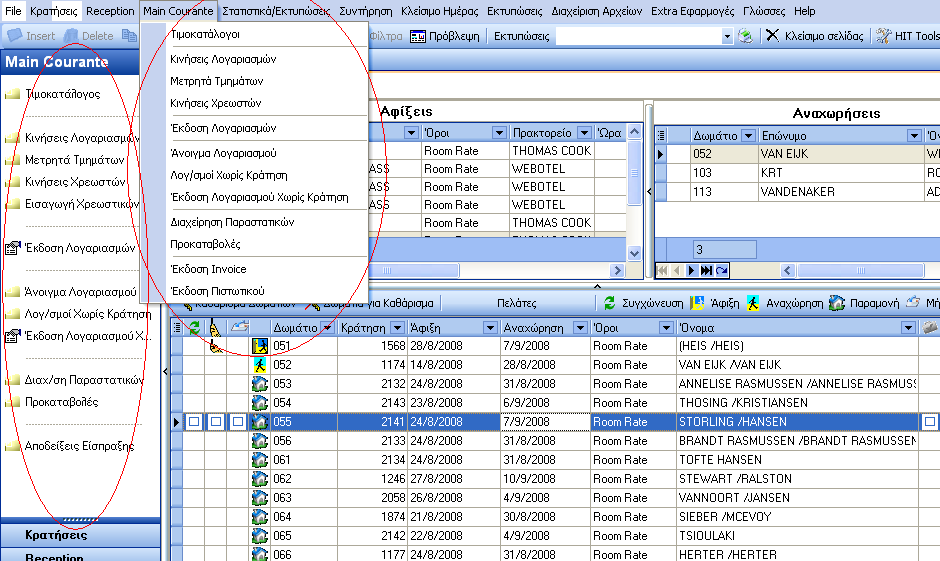 File Κρατήσεις Reception Main Courante Στατιστικά/Εκτυπώσεις Συντήρηση Κλείσιμο Ημέρας Εκτυπώσεις Διαχείριση Αρχείων Extra Εφαρμογές Γλώσσες Help
Insert Delete Φίλτρα Πρόβλεψη Εκτυπώσεις Κλείσιμο σελίδας HIT Tools
Main Courante
Τιμοκατάλογος
Κινήσεις Λογαριασμών
Μετρητά Τμημάτων
Κινήσεις Χρεωστών
Εισαγωγή Χρεωστικών
Έκδοση Λογαριασμών
Άνοιγμα Λογαριασμού
Λογ/σμοί Χωρίς Κράτηση
Έκδοση Λογαριασμού Χ...
Διαχ/ση Παραστατικών
Προκαταβολές
Αποδείξεις Είσπραξης
Κρατήσεις
Reception
Τιμοκατάλογοι
Κινήσεις Λογαριασμών
Μετρητά Τμημάτων
Κινήσεις Χρεωστών
Έκδοση Λογαριασμών
Άνοιγμα Λογαριασμού
Λογ/σμοί Χωρίς Κράτηση
Έκδοση Λογαριασμού Χωρίς Κράτηση
Διαχείρηση Παραστατικών
Προκαταβολές
Έκδοση Invoice
Έκδοση Πιστωτικού
Αφίξεις
Όροι Πρακτορείο Ώρα
Room Rate THOMAS COOK
ASS Room Rate WEBOTEL
ASS Room Rate WEBOTEL
ASS Room Rate WEBOTEL
Room Rate THOMAS COOK
Αναχωρήσεις
Δωμάτιο Επώνυμο
052 VAN EIJK W
103 KRT RO
113 VANDENAKER AD
3
Καθάρισμα Δωματίων Δωμάτια για Καθάρισμα Πελάτες Συγχώνευση Άφιξη Αναχώρηση Παραμονή Μή
Δωμάτιο Κράτηση Άφιξη Αναχώρηση Όροι Όνομα
051 1568 28/8/2008 7/9/2008 Room Rate (HEIS /HEIS)
052 1174 14/8/2008 28/8/2008 Room Rate VAN EIJK /VAN EIJK
053 2132 24/8/2008 31/8/2008 Room Rate ANNELISE RASMUSSEN /ANNELISE RASMUSS
054 2143 23/8/2008 6/9/2008 Room Rate THOSING /KRISTIANSEN
055 2141 24/8/2008 7/9/2008 Room Rate STORLING /HANSEN
056 2133 24/8/2008 31/8/2008 Room Rate BRANDT RASMUSSEN /BRANDT RASMUSSEN
061 2134 24/8/2008 31/8/2008 Room Rate TOFTE HANSEN
062 1246 27/8/2008 10/9/2008 Room Rate STEWART /RALSTON
063 2058 26/8/2008 4/9/2008 Room Rate VANNOORT /JANSEN
064 1874 21/8/2008 30/8/2008 Room Rate SIEBER /MCEVOY
065 2142 22/8/2008 4/9/2008 Room Rate TSIOULAKI
066 1177 24/8/2008 31/8/2008 Room Rate HERTER /HERTER